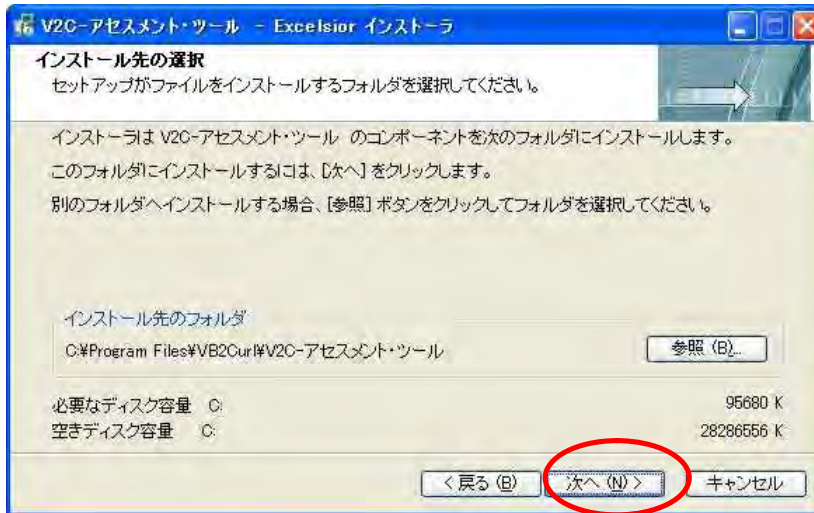 V2C-アセスメント・ツール - Excelsior インストーラ
インストール先の選択
セットアップがファイルをインストールするフォルダを選択してください。
インストーラは V2C-アセスメント・ツール のコンポーネントを次のフォルダにインストールします。
このフォルダにインストールするには、[次へ] をクリックします。
別のフォルダへインストールする場合、[参照] ボタンをクリックしてフォルダを選択してください。
インストール先のフォルダ
C:¥Program Files¥VB2Curl¥V2C-アセスメント・ツール
参照 (B)...
必要なディスク容量 C: 95680 K
空きディスク容量 C: 28286556 K
< 戻る (B) 次へ (N) > キャンセル